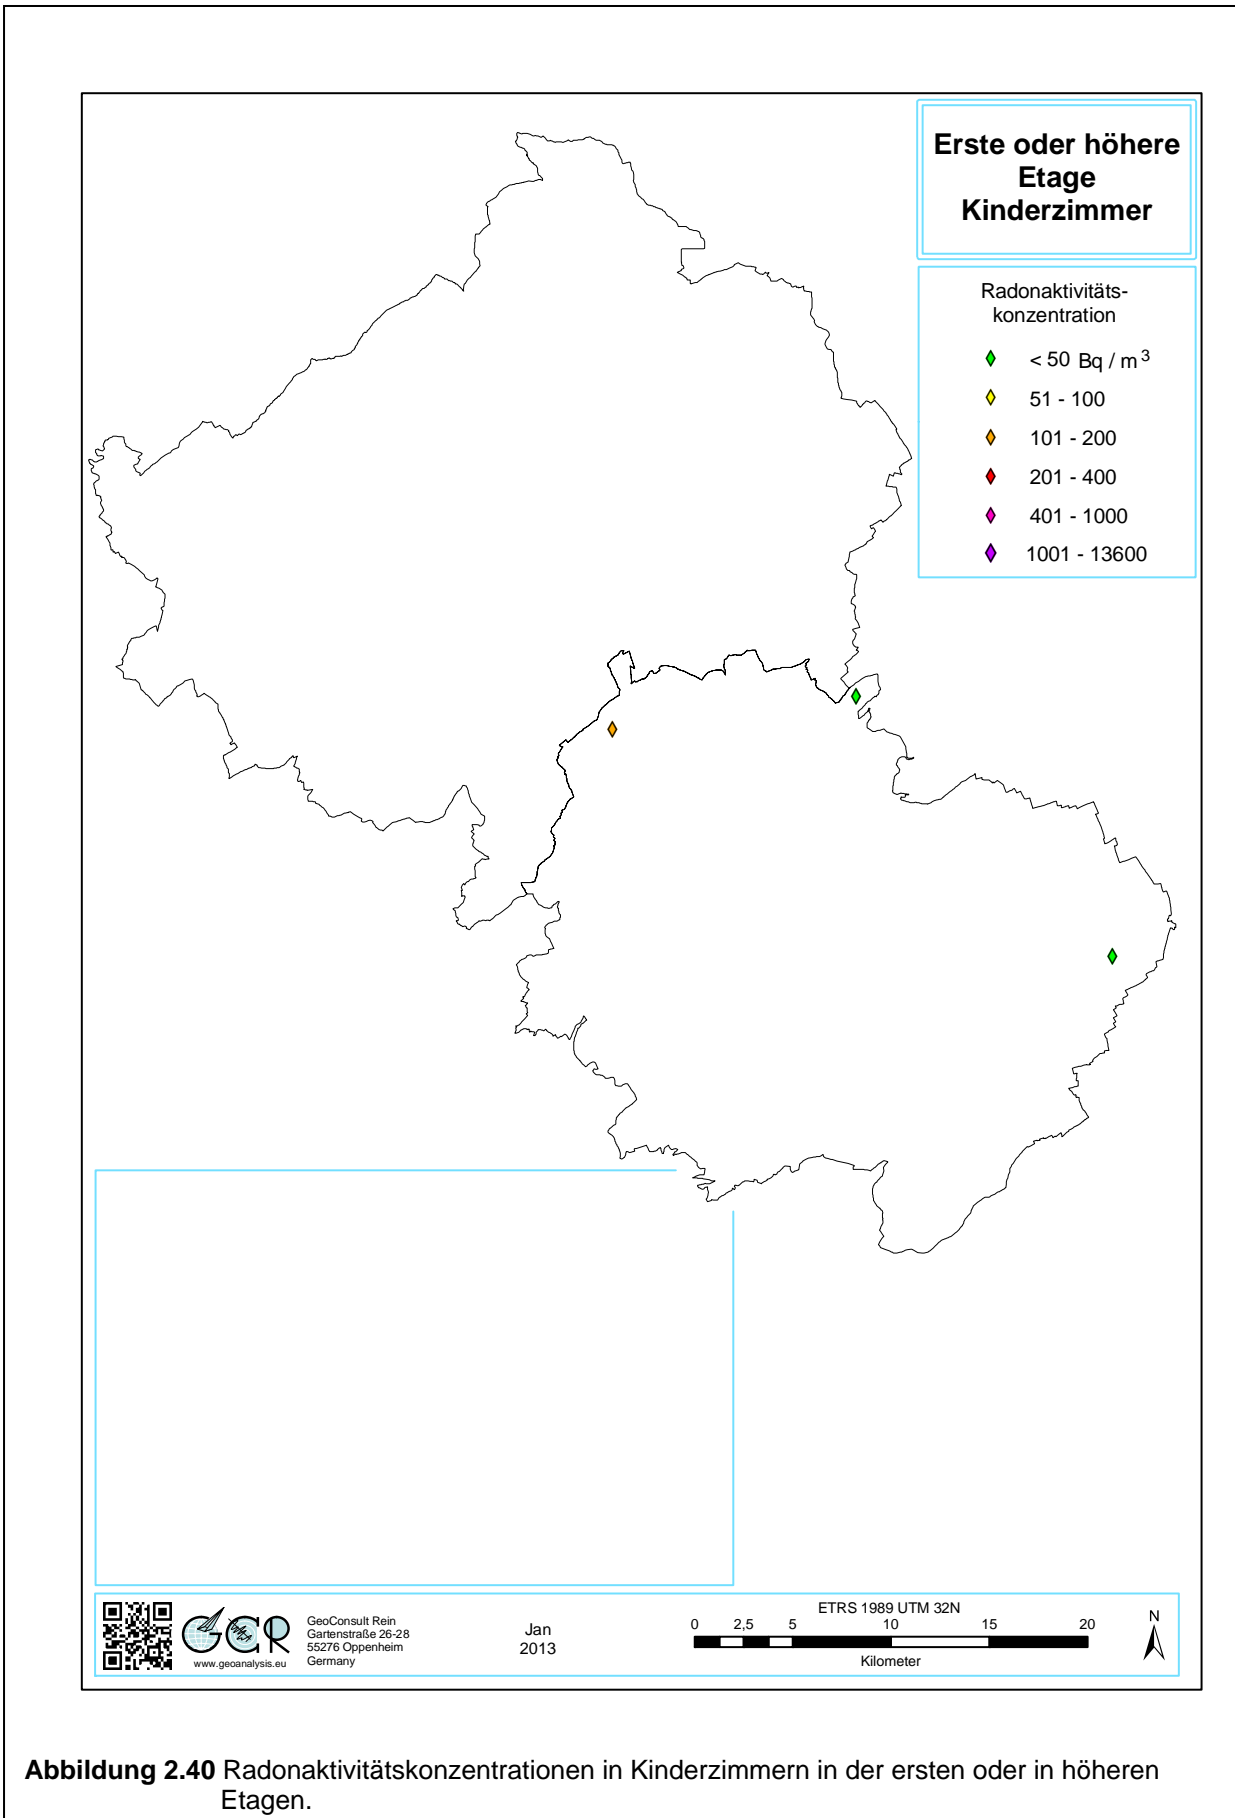 Erste oder höhere
Etage
Kinderzimmer
Radonaktivitäts-
konzentration
< 50 Bq / m³
51 - 100
101 - 200
201 - 400
401 - 1000
1001 - 13600
GCR
www.geoanalysis.eu
GeoConsult Rein
Gartenstraße 26-28
55276 Oppenheim
Germany
Jan
2013
ETRS 1989 UTM 32N
0 2,5 5 10 15 20
Kilometer
N
Abbildung 2.40 Radonaktivitätskonzentrationen in Kinderzimmern in der ersten oder in höheren
Etagen.